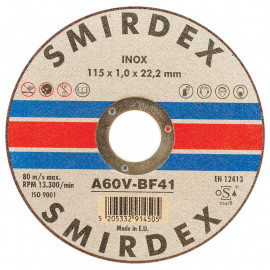 SMIRDEX
INOX
115 x 1,0 x 22,2 mm
80 m/s max.
RPM 13.300/min
ISO 9001
A60V-BF41
EN 12413
5 205332 914505
Made in E.U.
SMIRDEX